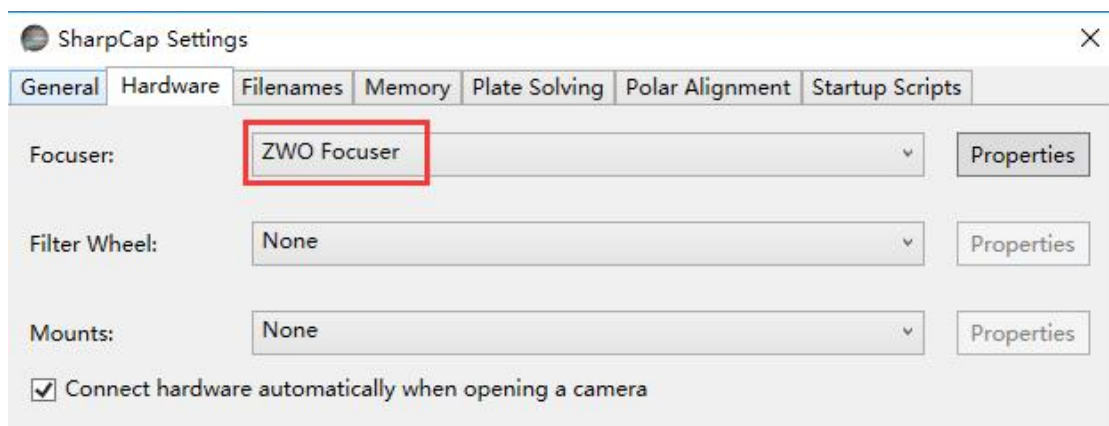 SharpCap Settings
General Hardware Filenames Memory Plate Solving Polar Alignment Startup Scripts
Focuser: ZWO Focuser Properties
Filter Wheel: None Properties
Mounts: None Properties
Connect hardware automatically when opening a camera